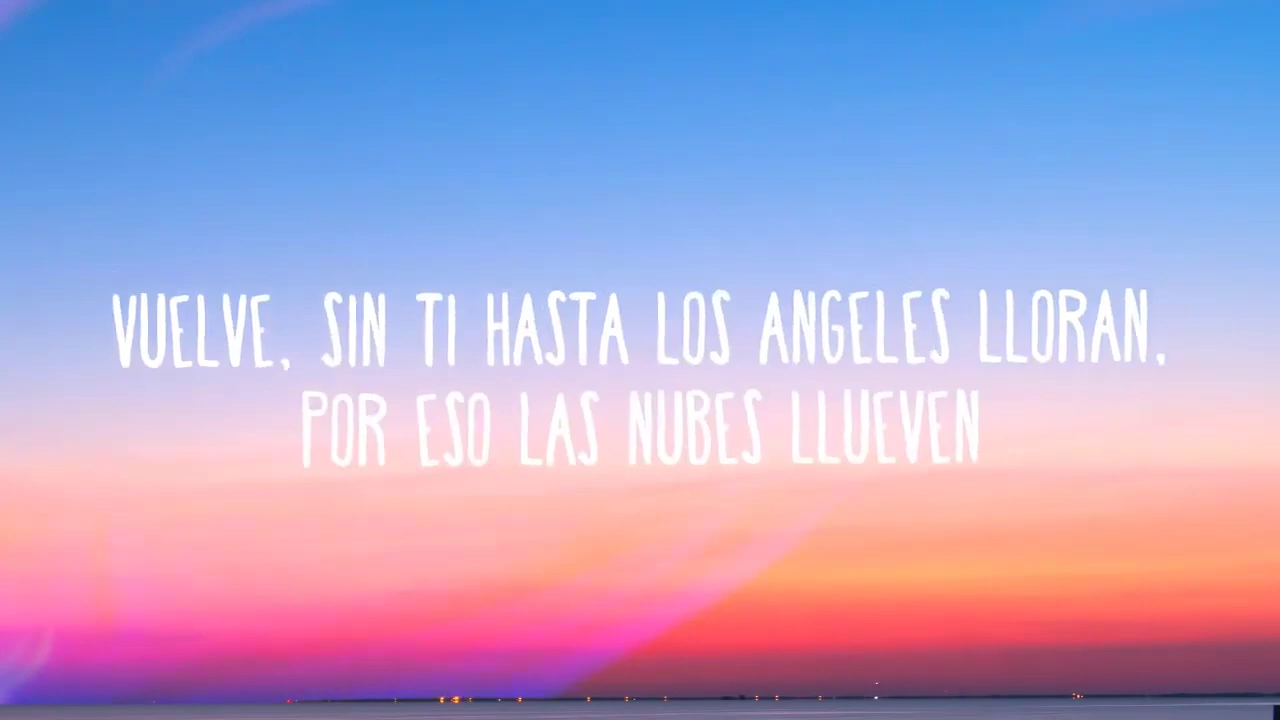 VUELVE, SIN TI HASTA LOS ANGELES LLORAN,
POR ESO LAS NUBES LLUEVEN